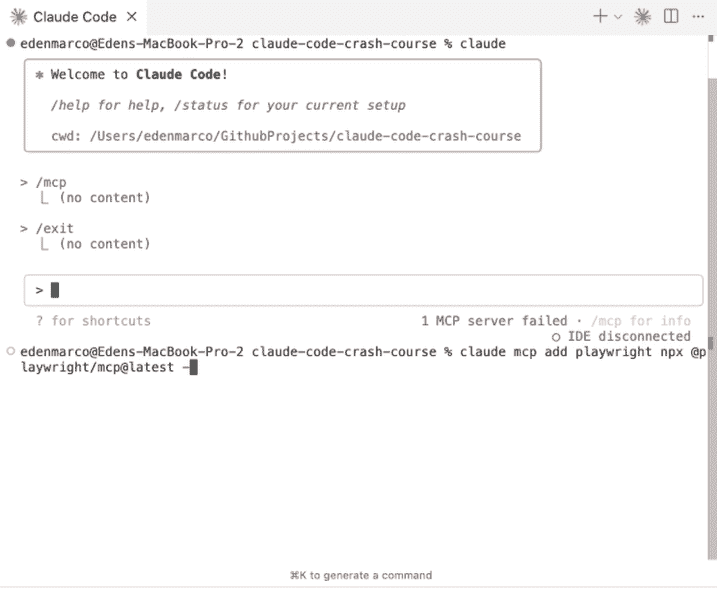 Claude Code
edenmarco@Edens-MacBook-Pro-2 claude-code-crash-course % claude
✻ Welcome to Claude Code!
/help for help, /status for your current setup
cwd: /Users/edenmarco/GithubProjects/claude-code-crash-course
> /mcp
⎿ (no content)
> /exit
⎿ (no content)
>
? for shortcuts 1 MCP server failed · /mcp for info
○ IDE disconnected
edenmarco@Edens-MacBook-Pro-2 claude-code-crash-course % claude mcp add playwright npx @p
laywright/mcp@latest -
⌘K to generate a command